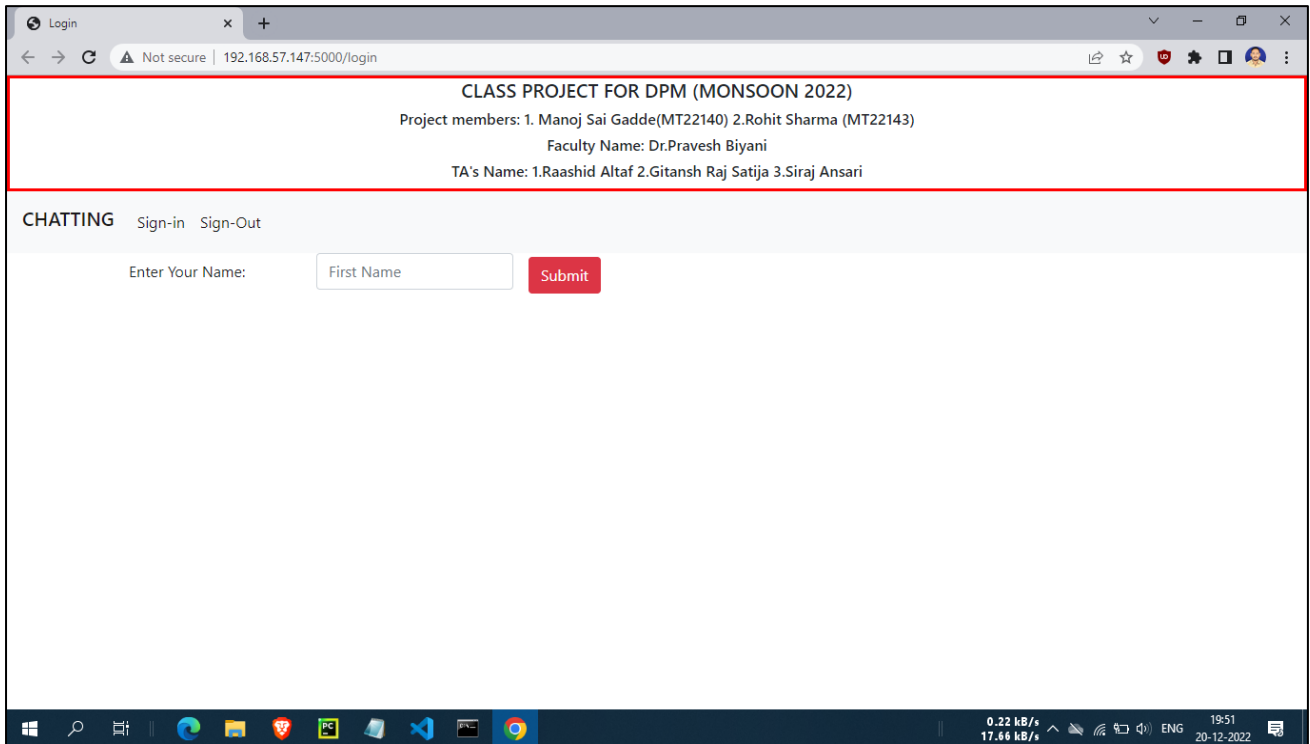 Login
Not secure | 192.168.57.147:5000/login
CLASS PROJECT FOR DPM (MONSOON 2022)
Project members: 1. Manoj Sai Gadde(MT22140) 2.Rohit Sharma (MT22143)
Faculty Name: Dr.Pravesh Biyani
TA's Name: 1.Raashid Altaf 2.Gitansh Raj Satija 3.Siraj Ansari
CHATTING Sign-in Sign-Out
Enter Your Name: First Name Submit
0.22 kB/s 19:51
17.66 kB/s ENG 20-12-2022